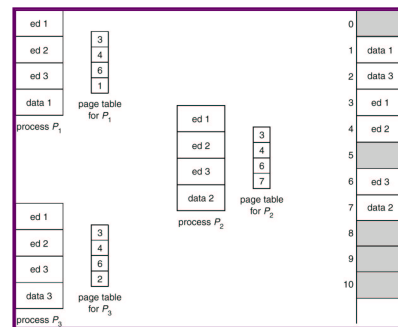 ed 1
ed 2
ed 3
data 1
process P1
3
4
6
1
page table
for P1
ed 1
ed 2
ed 3
data 2
process P2
3
4
6
7
page table
for P2
ed 1
ed 2
ed 3
data 3
process P3
3
4
6
2
page table
for P3
0
1 data 1
2 data 3
3 ed 1
4 ed 2
5
6 ed 3
7 data 2
8
9
10